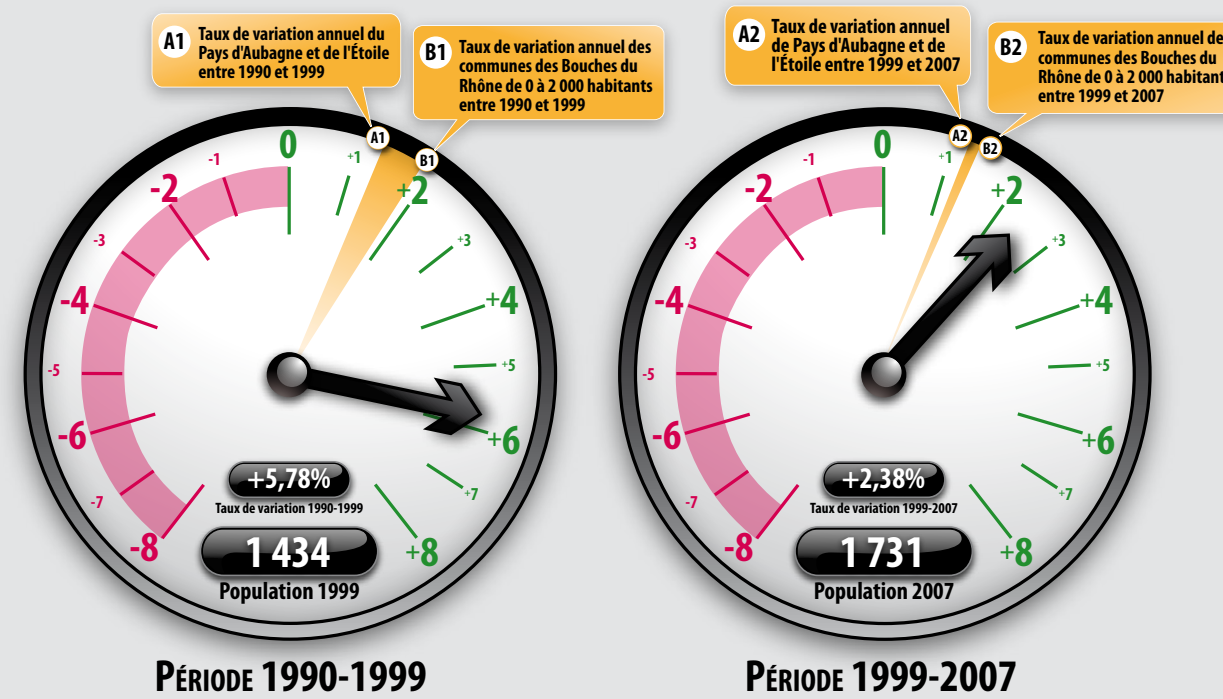 A1
Taux de variation annuel du
Pays d'Aubagne et de l'Étoile
entre 1990 et 1999
B1
Taux de variation annuel des
communes des Bouches du
Rhône de 0 à 2 000 habitants
entre 1990 et 1999
A1
B1
0
+1
+2
+3
+4
+5
+6
+7
+8
-1
-2
-3
-4
-5
-6
-7
-8
+5,78%
Taux de variation 1990-1999
1 434
Population 1999
PÉRIODE 1990-1999
A2
Taux de variation annuel
de Pays d'Aubagne et de
l'Étoile entre 1999 et 2007
B2
Taux de variation annuel de
communes des Bouches du
Rhône de 0 à 2 000 habitant
entre 1999 et 2007
A2
B2
0
+1
+2
+3
+4
+5
+6
+7
+8
-1
-2
-3
-4
-5
-6
-7
-8
+2,38%
Taux de variation 1999-2007
1 731
Population 2007
PÉRIODE 1999-2007